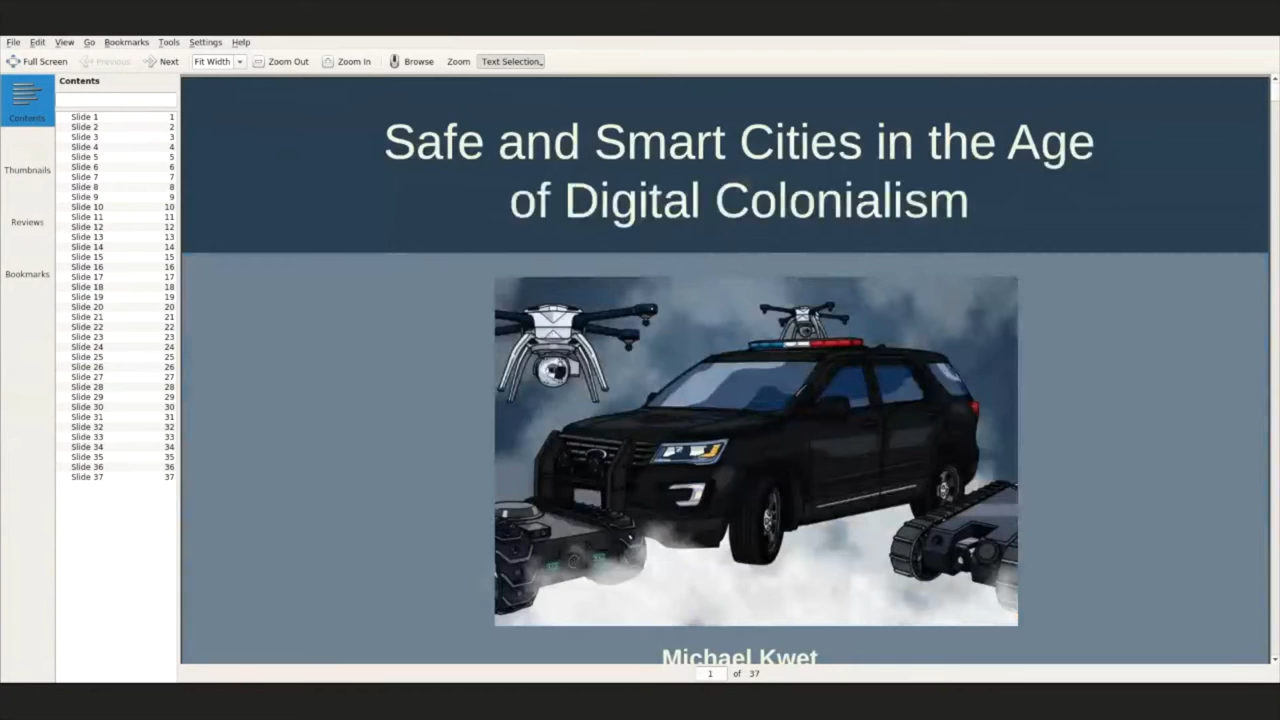 File Edit View Go Bookmarks Tools Settings Help
Full Screen Previous Next Fit Width Zoom Out Zoom In Browse Zoom Text Selection
Contents
Contents
Thumbnails
Reviews
Bookmarks
Slide 1 1
Slide 2 2
Slide 3 3
Slide 4 4
Slide 5 5
Slide 6 6
Slide 7 7
Slide 8 8
Slide 9 9
Slide 10 10
Slide 11 11
Slide 12 12
Slide 13 13
Slide 14 14
Slide 15 15
Slide 16 16
Slide 17 17
Slide 18 18
Slide 19 19
Slide 20 20
Slide 21 21
Slide 22 22
Slide 23 23
Slide 24 24
Slide 25 25
Slide 26 26
Slide 27 27
Slide 28 28
Slide 29 29
Slide 30 30
Slide 31 31
Slide 32 32
Slide 33 33
Slide 34 34
Slide 35 35
Slide 36 36
Slide 37 37
Safe and Smart Cities in the Age
of Digital Colonialism
Michael Kwet
1 of 37